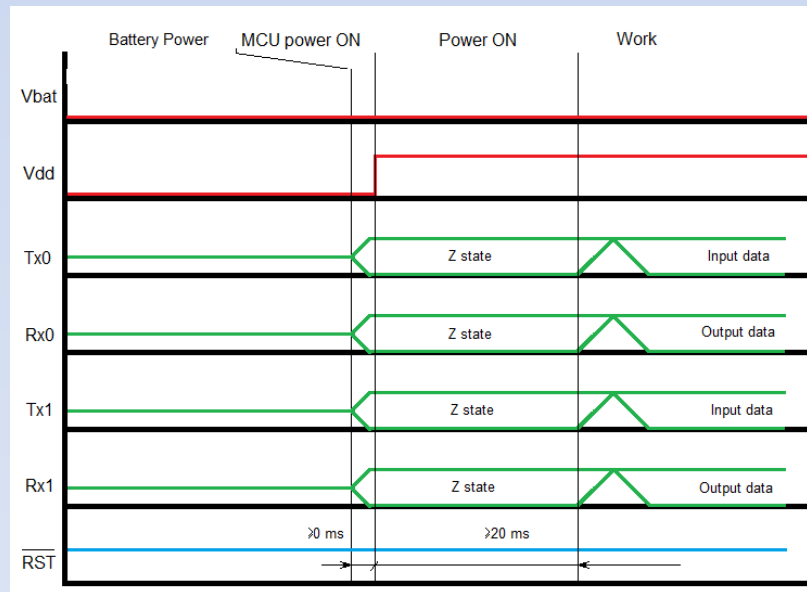 Battery Power MCU power ON Power ON Work
Vbat
Vdd
Tx0 Z state Input data
Rx0 Z state Output data
Tx1 Z state Input data
Rx1 Z state Output data
⩾0 ms ⩾20 ms
RST